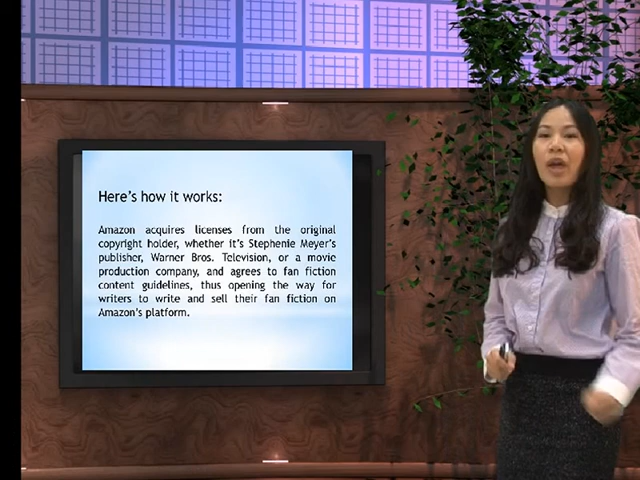 Here's how it works:
Amazon acquires licenses from the original
copyright holder, whether it's Stephenie Meyer's
publisher, Warner Bros. Television, or a movie
production company, and agrees to fan fiction
content guidelines, thus opening the way for
writers to write and sell their fan fiction on
Amazon's platform.